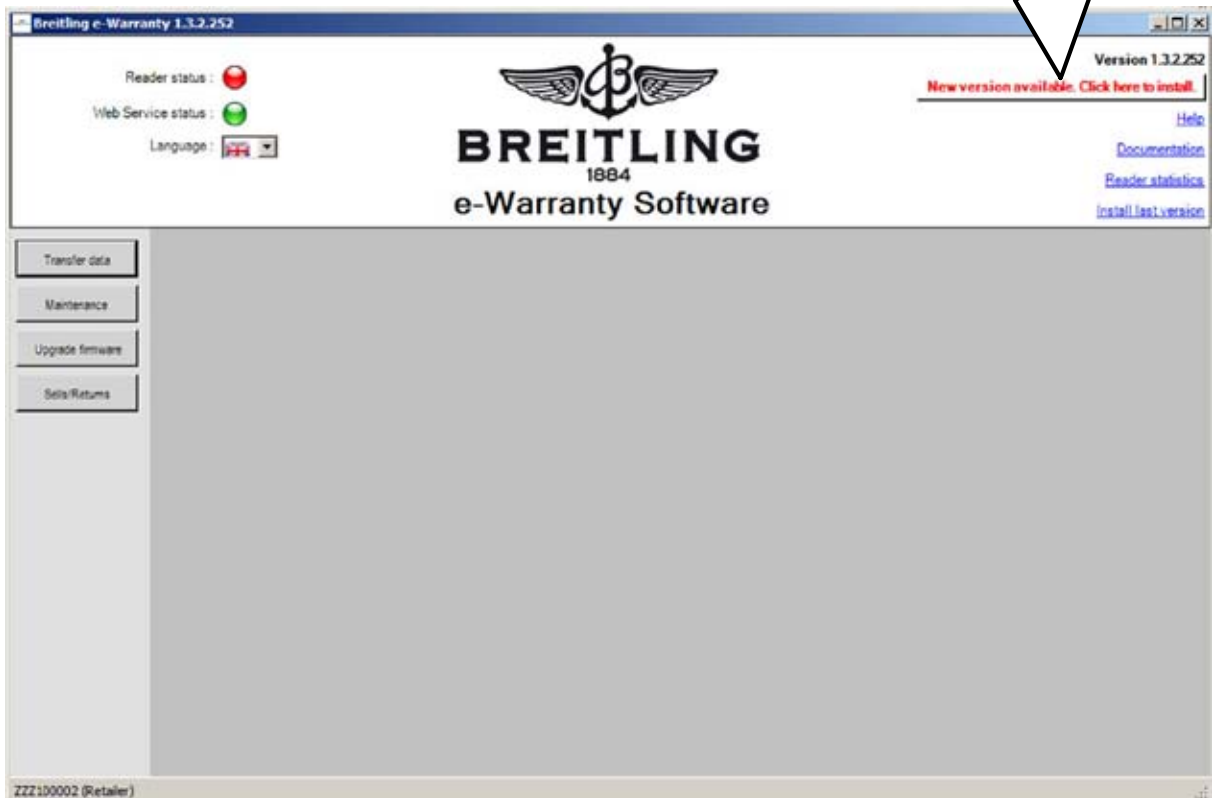 Breitling e-Warranty 1.3.2.252
Reader status :
Web Service status :
Language :
BREITLING
1884
e-Warranty Software
Version 1.3.2.252
New version available. Click here to install.
Help
Documentation
Reader statistics
Install last version
Transfer data
Maintenance
Upgrade firmware
Sells/Returns
ZZZ100002 (Retailer)